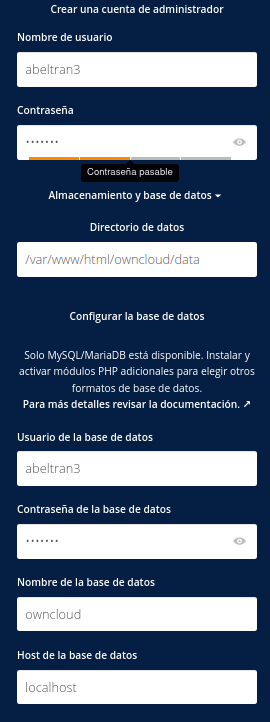 Crear una cuenta de administrador
Nombre de usuario
abeltran3
Contraseña
•••••••
Contraseña pasable
Almacenamiento y base de datos ▾
Directorio de datos
/var/www/html/owncloud/data
Configurar la base de datos
Solo MySQL/MariaDB está disponible. Instalar y
activar módulos PHP adicionales para elegir otros
formatos de base de datos.
Para más detalles revisar la documentación. ↗
Usuario de la base de datos
abeltran3
Contraseña de la base de datos
•••••••
Nombre de la base de datos
owncloud
Host de la base de datos
localhost